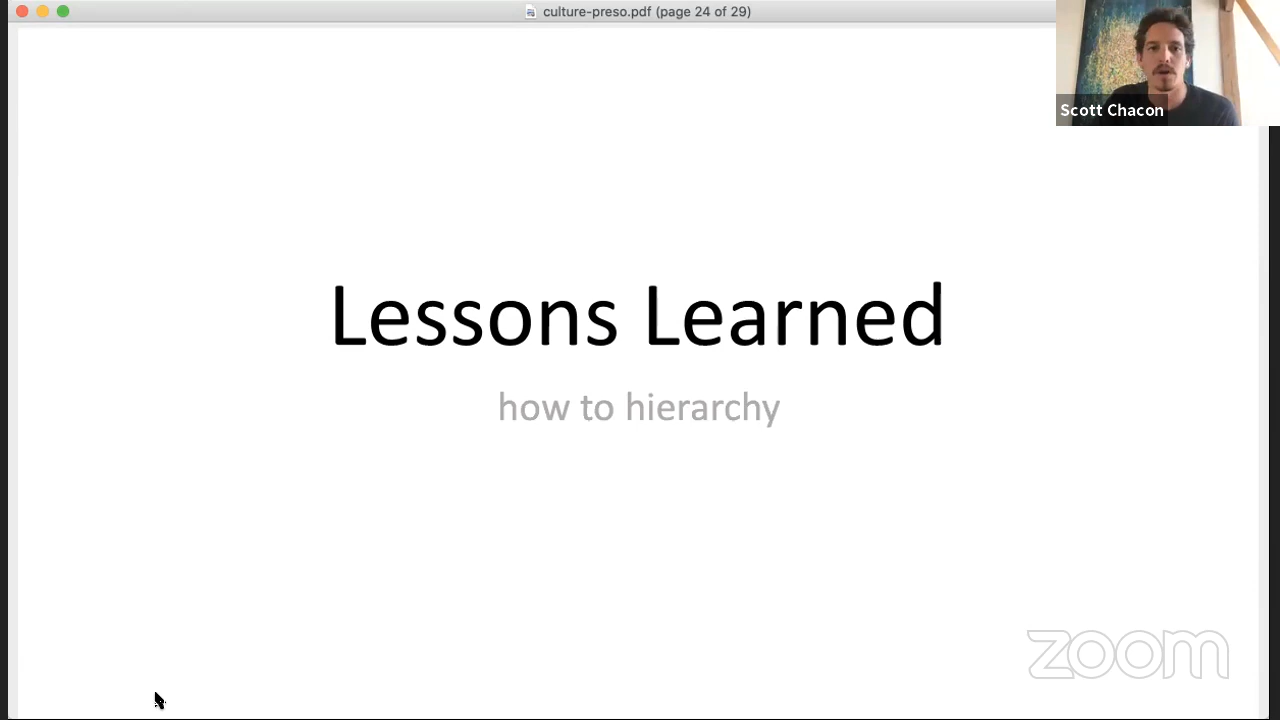 culture-preso.pdf (page 24 of 29)
Scott Chacon
Lessons Learned
how to hierarchy
zoom